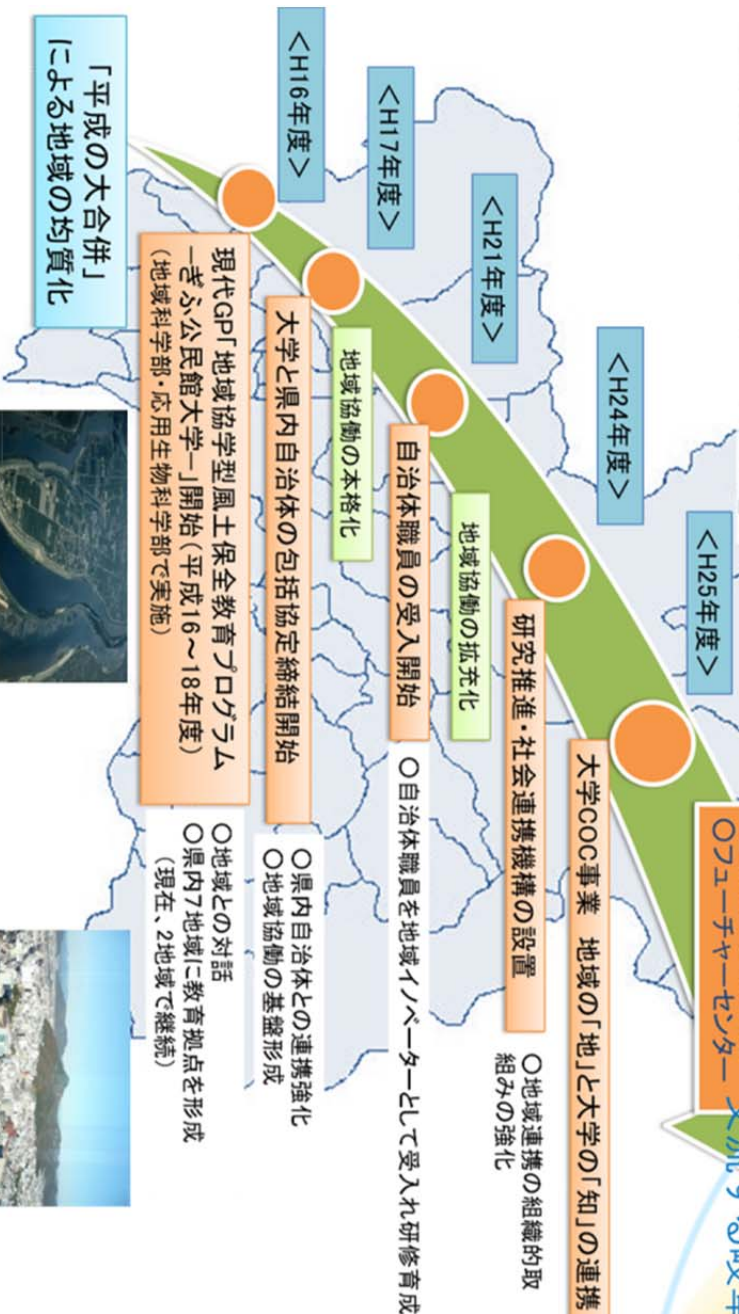 ○フューチャーセンター
＜H25年度＞
大学COC事業　地域の「地」と大学の「知」の連携
＜H24年度＞
研究推進・社会連携機構の設置
○地域連携の組織的取
組みの強化
地域協働の拡充化
＜H21年度＞
自治体職員の受入開始
○自治体職員を地域イノベーターとして受入れ研修育成
地域協働の本格化
＜H17年度＞
大学と県内自治体の包括協定締結開始
○県内自治体との連携強化
○地域協働の基盤形成
＜H16年度＞
現代GP「地域協学型風土保全教育プログラム
－ぎふ公民館大学－」開始（平成16～18年度）
（地域科学部・応用生物科学部で実施）
○地域との対話
○県内7地域に教育拠点を形成
（現在、2地域で継続）
「平成の大合併」
による地域の均質化